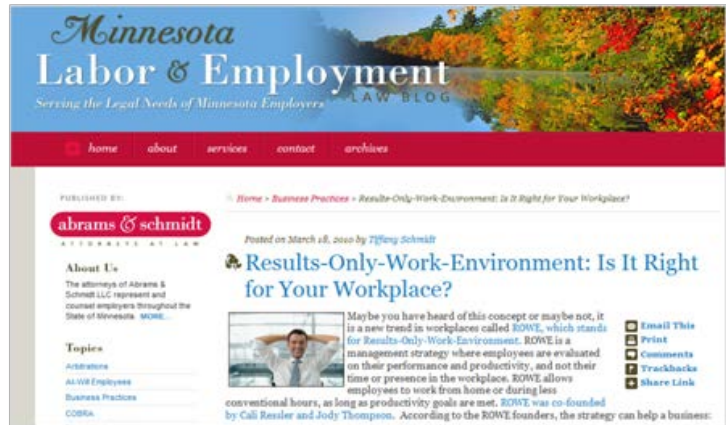 Minnesota
Labor & Employment
LAW BLOG
Serving the Legal Needs of Minnesota Employers
home about services contact archives
PUBLISHED BY:
abrams & schmidt
ATTORNEYS AT LAW
About Us
The attorneys of Abrams &
Schmidt LLC represent and
counsel employers throughout the
State of Minnesota. MORE...
Topics
Arbitrations
At-Will Employees
Business Practices
COBRA
Home » Business Practices » Results-Only-Work-Environment: Is It Right for Your Workplace?
Posted on March 18, 2010 by Tiffany Schmidt
Results-Only-Work-Environment: Is It Right
for Your Workplace?
Maybe you have heard of this concept or maybe not, it
is a new trend in workplaces called ROWE, which stands
for Results-Only-Work-Environment. ROWE is a
management strategy where employees are evaluated
on their performance and productivity, and not their
time or presence in the workplace. ROWE allows
employees to work from home or during less
conventional hours, as long as productivity goals are met. ROWE was co-founded
by Cali Ressler and Jody Thompson. According to the ROWE founders, the strategy can help a business:
Email This
Print
Comments
Trackbacks
Share Link